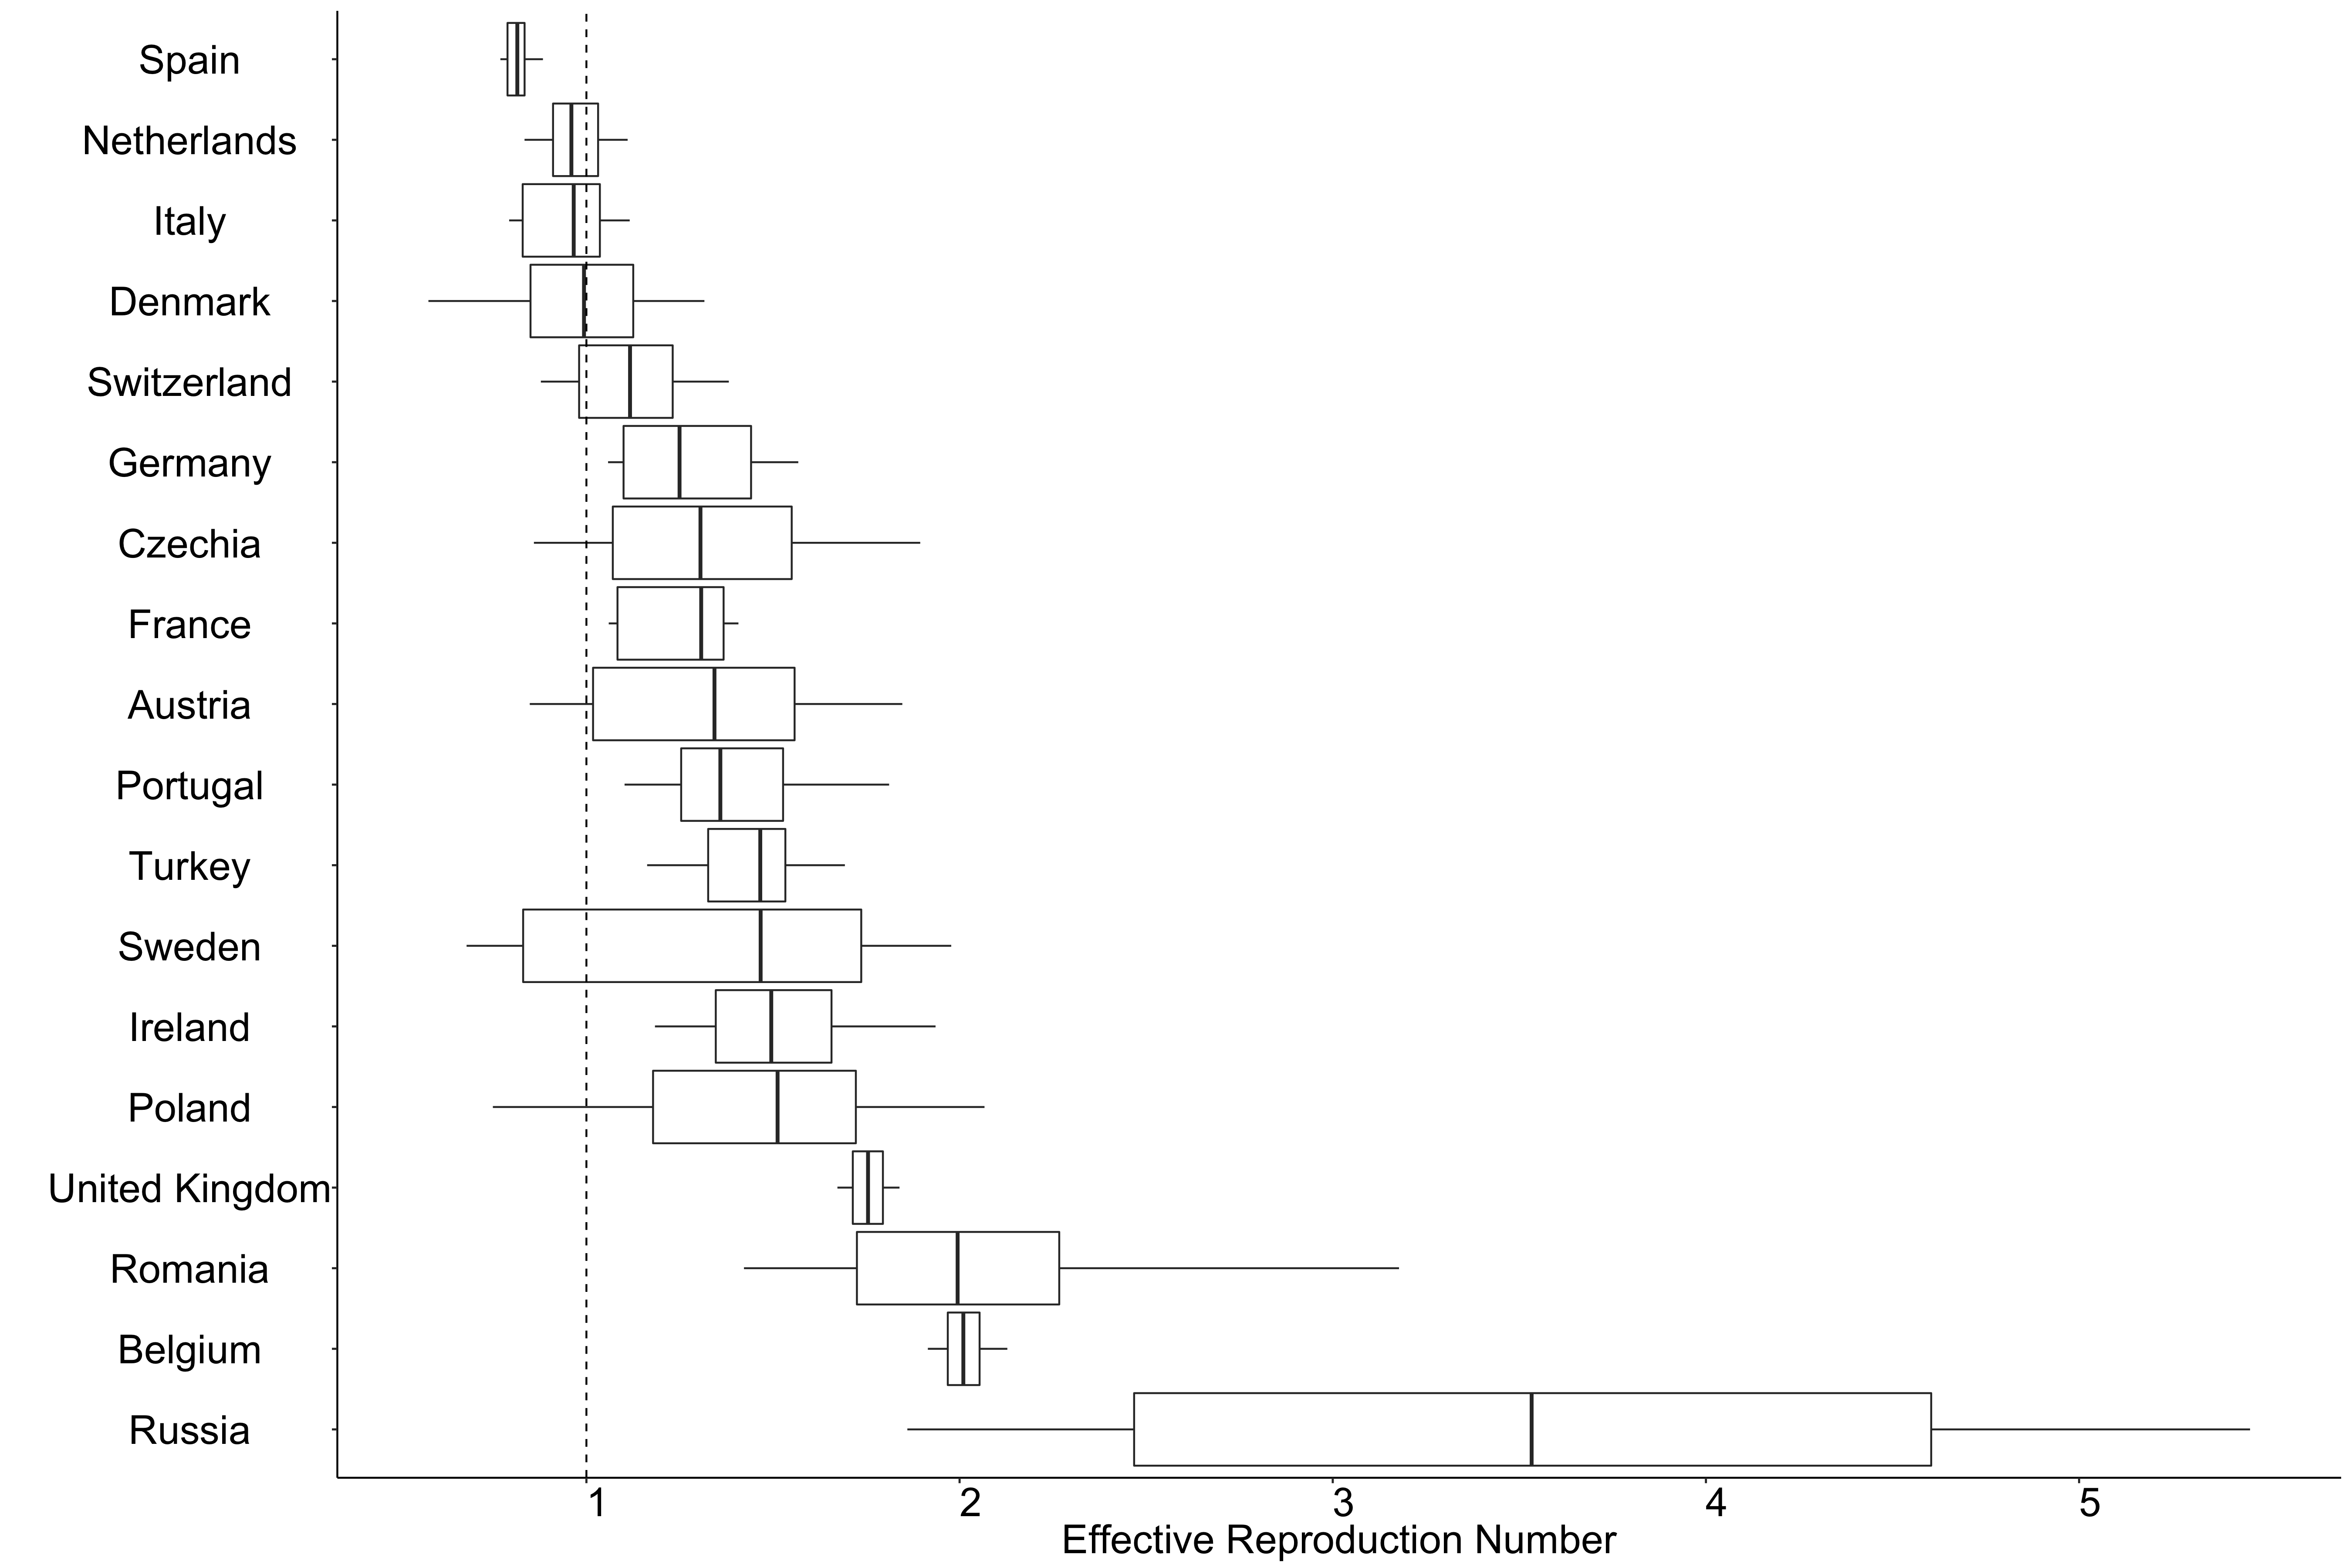 Spain
Netherlands
Italy
Denmark
Switzerland
Germany
Czechia
France
Austria
Portugal
Turkey
Sweden
Ireland
Poland
United Kingdom
Romania
Belgium
Russia
1 2 3 4 5
Effective Reproduction Number